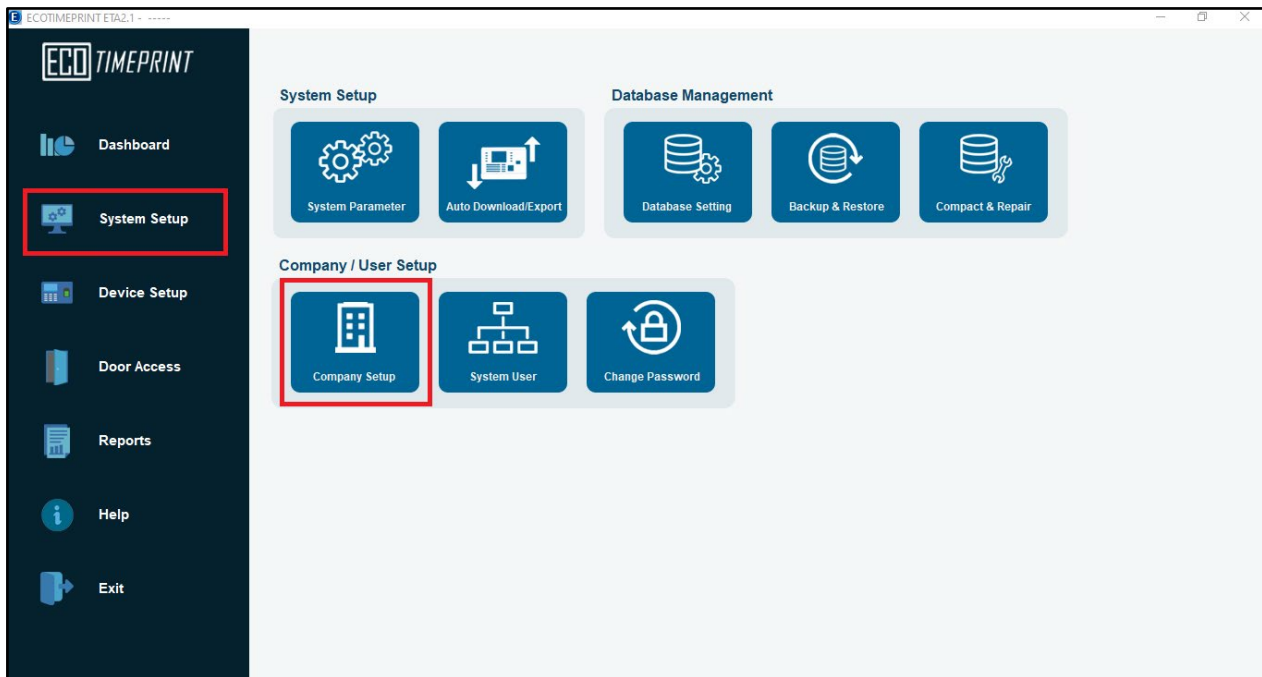 ECOTIMEPRINT ETA2.1 - -----
ECO TIMEPRINT
Dashboard
System Setup
Device Setup
Door Access
Reports
Help
Exit
System Setup
System Parameter
Auto Download/Export
Database Management
Database Setting
Backup & Restore
Compact & Repair
Company / User Setup
Company Setup
System User
Change Password